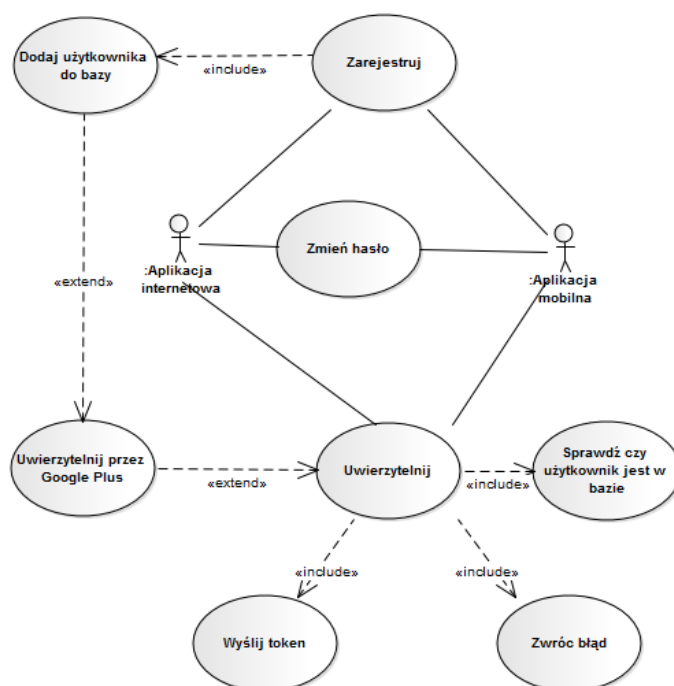 Dodaj użytkownika
do bazy
«include»
Zarejestruj
Zmień hasło
:Aplikacja
internetowa
:Aplikacja
mobilna
«extend»
Uwierzytelnij przez
Google Plus
«extend»
Uwierzytelnij
«include»
Sprawdź czy
użytkownik jest w
bazie
«include»
«include»
Wyślij token
Zwróc błąd